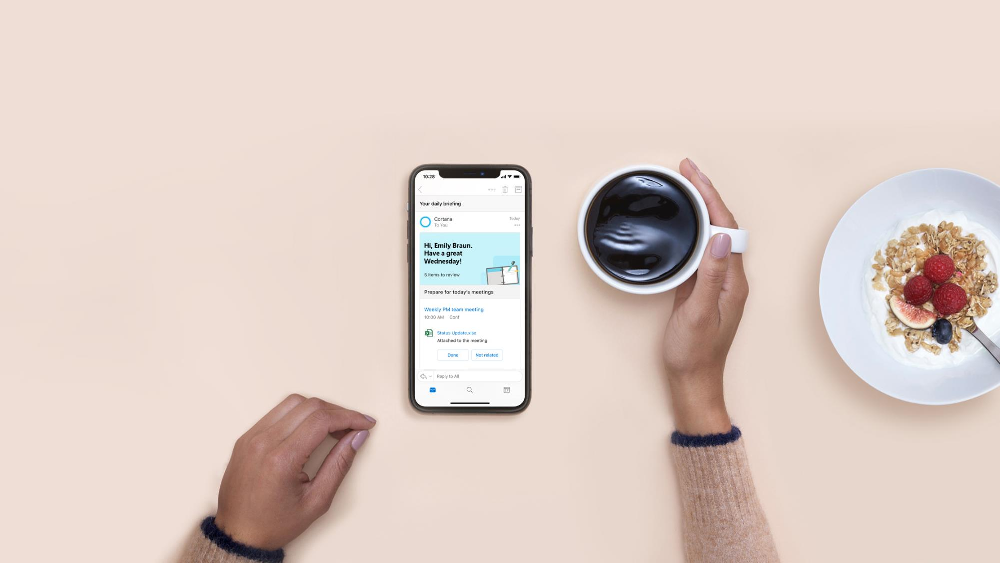 10:28
Your daily briefing
Cortana
Today
To You
Hi, Emily Braun.
Have a great
Wednesday!
5 items to review
Prepare for today's meetings
Weekly PM team meeting
10:00 AM Conf
Status Update.xlsx
Attached to the meeting
Done
Not related
Reply to All
17